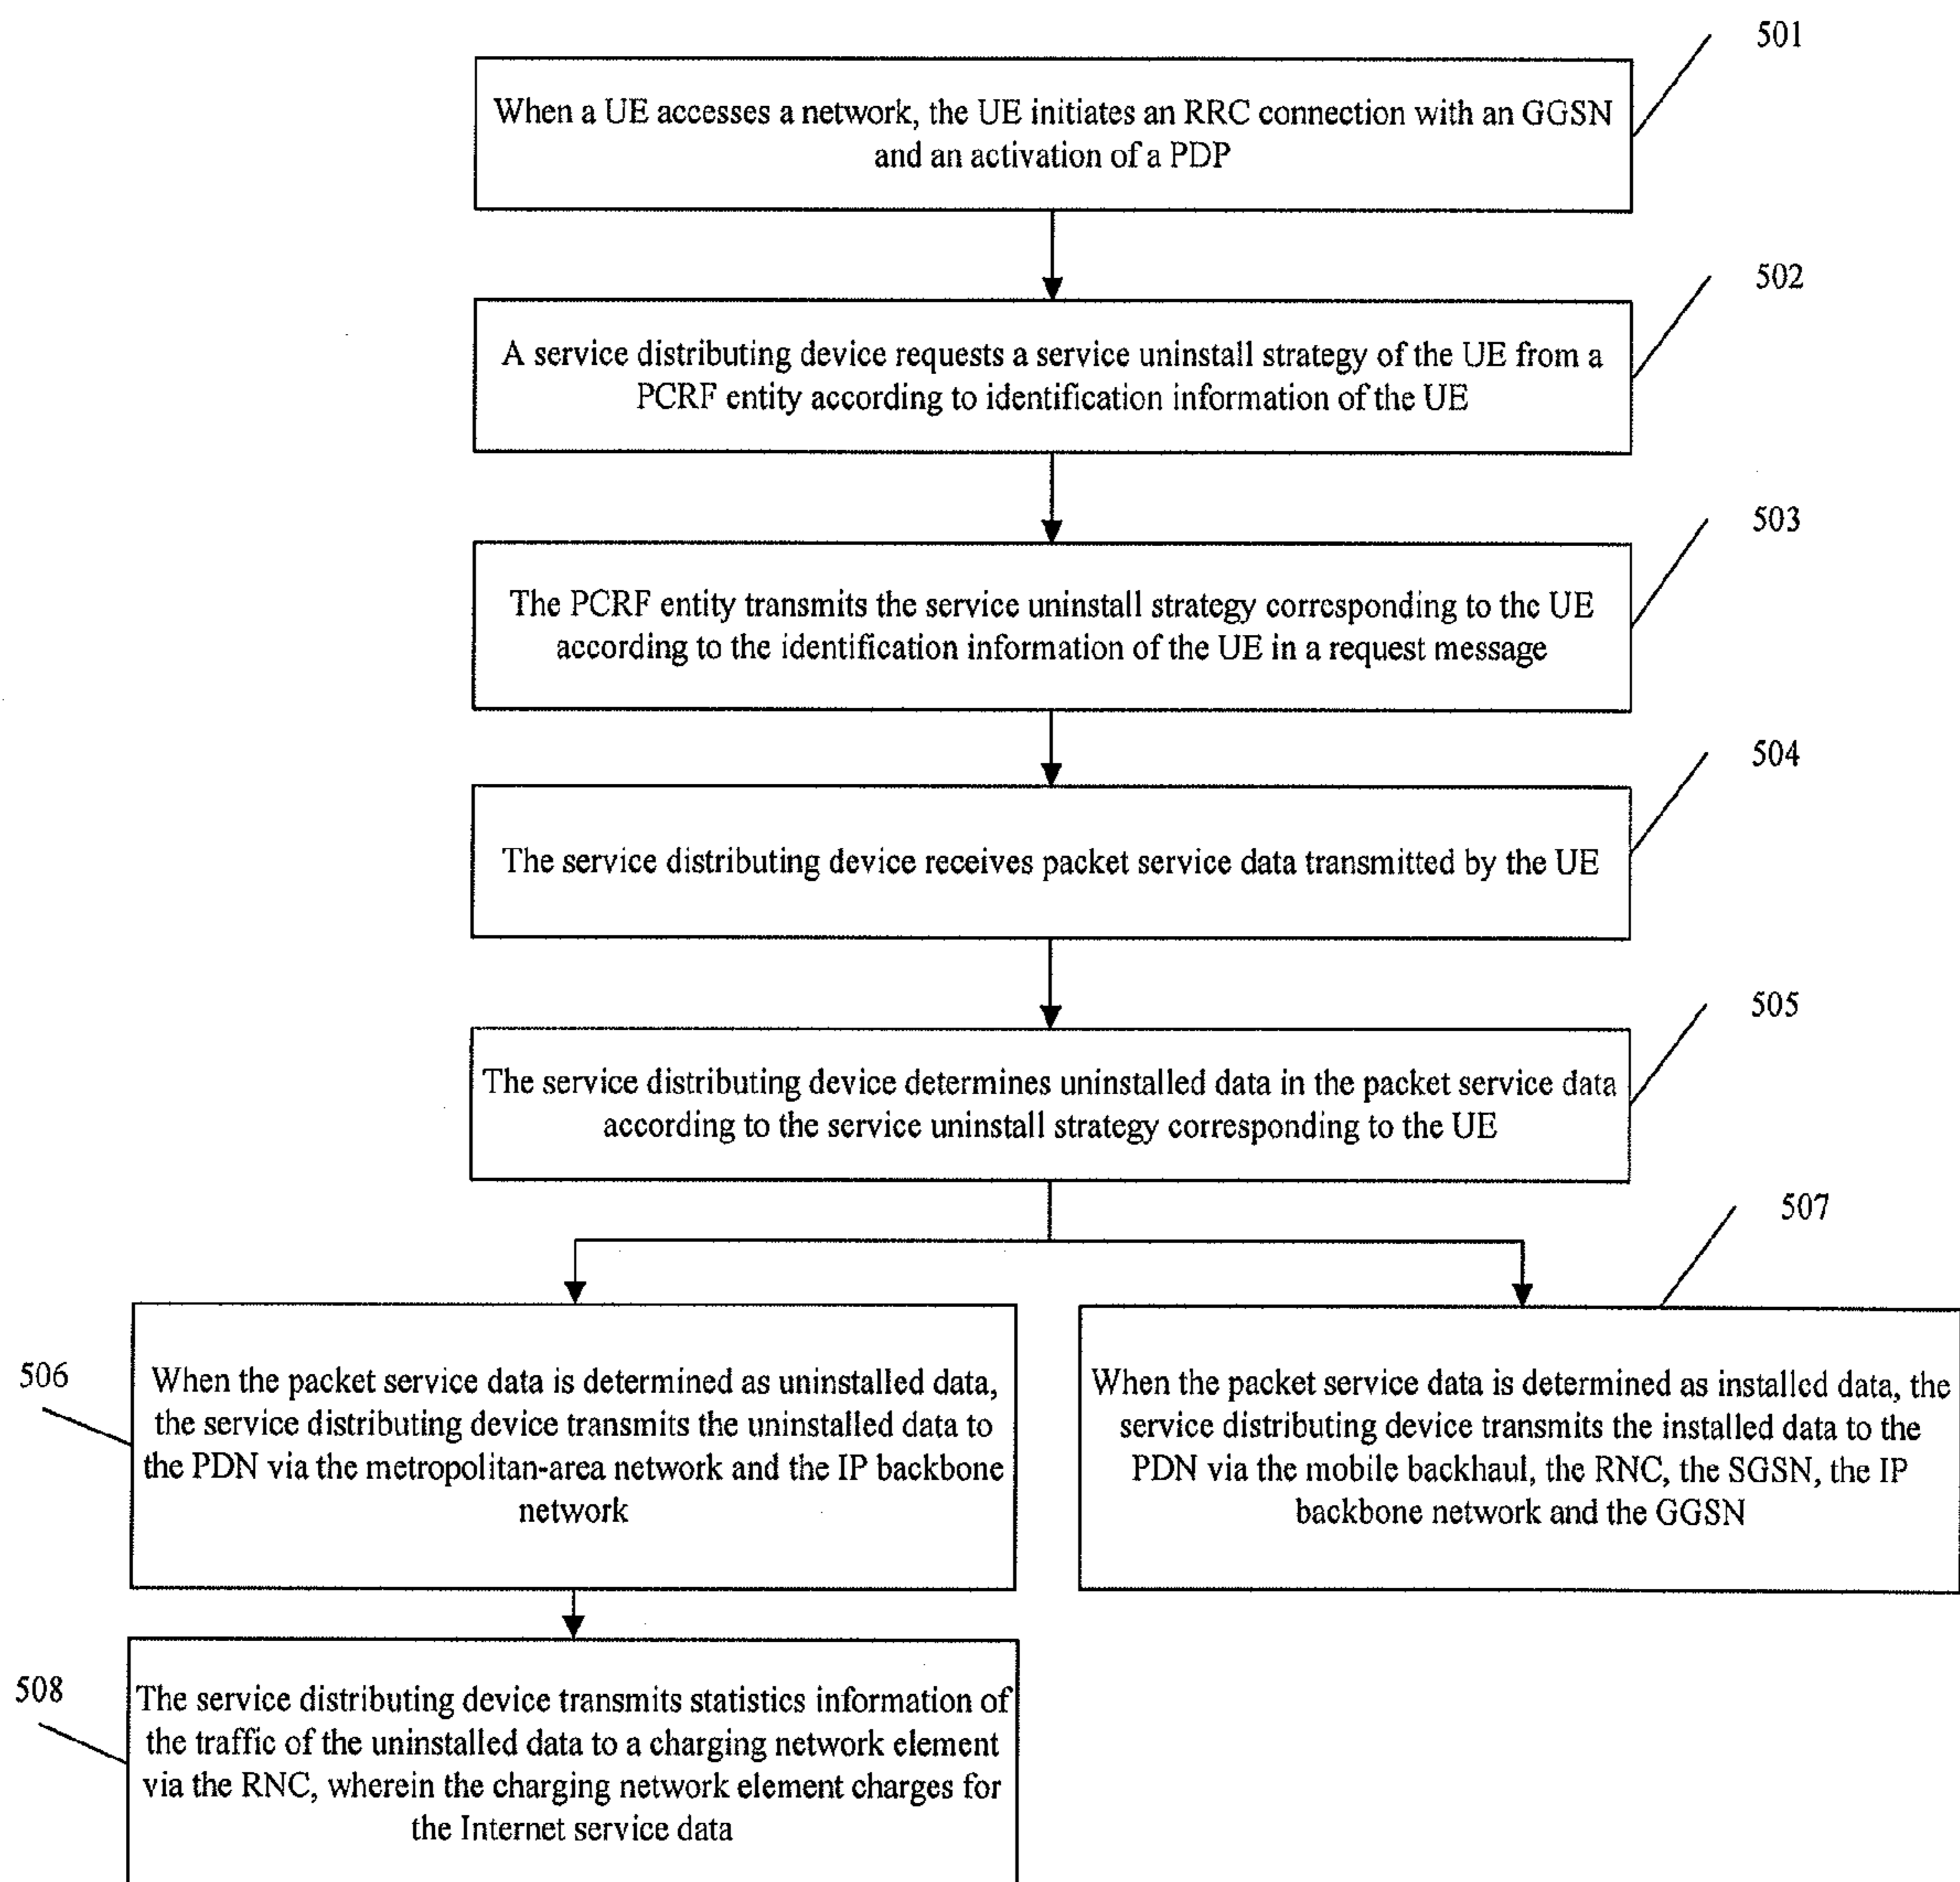 501
When a UE accesses a network, the UE initiates an RRC connection with an GGSN
and an activation of a PDP
502
A service distributing device requests a service uninstall strategy of the UE from a
PCRF entity according to identification information of the UE
503
The PCRF entity transmits the service uninstall strategy corresponding to the UE
according to the identification information of the UE in a request message
504
The service distributing device receives packet service data transmitted by the UE
505
The service distributing device determines uninstalled data in the packet service data
according to the service uninstall strategy corresponding to the UE
506
When the packet service data is determined as uninstalled data,
the service distributing device transmits the uninstalled data to
the PDN via the metropolitan-area network and the IP backbone
network
507
When the packet service data is determined as installed data, the
service distributing device transmits the installed data to the
PDN via the mobile backhaul, the RNC, the SGSN, the IP
backbone network and the GGSN
508
The service distributing device transmits statistics information of
the traffic of the uninstalled data to a charging network element
via the RNC, wherein the charging network element charges for
the Internet service data